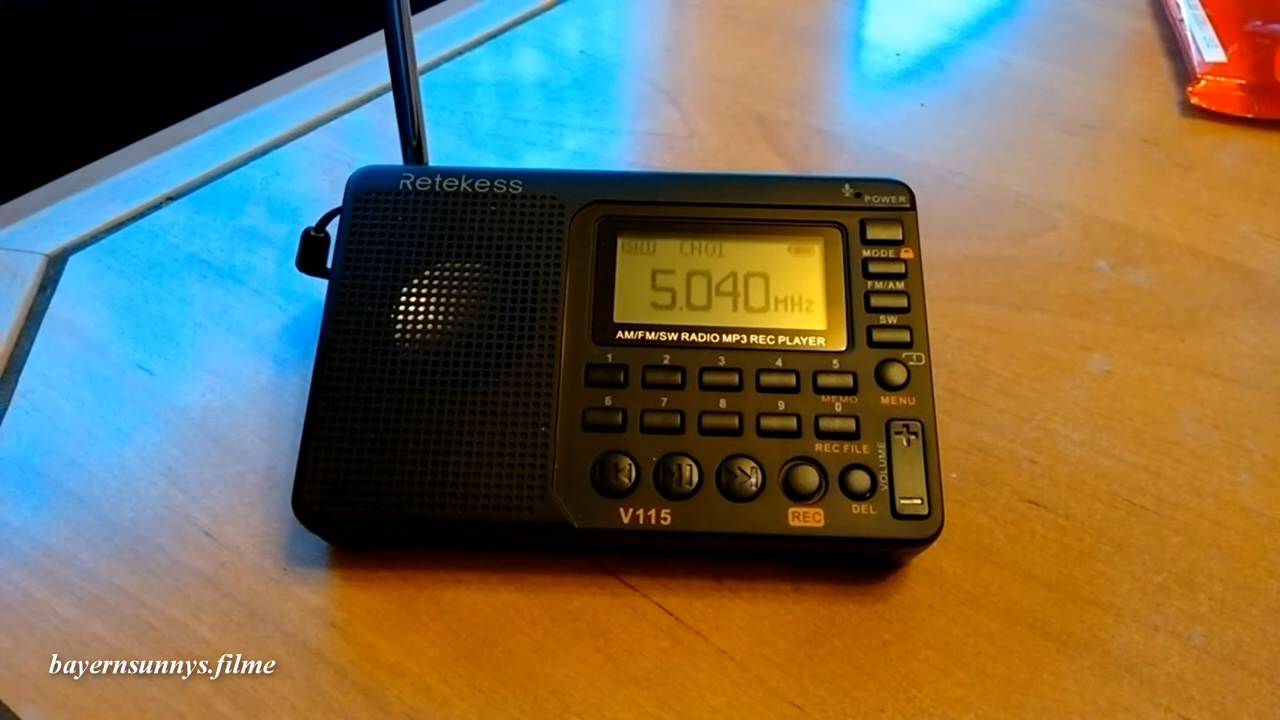 Retekess
POWER
MODE
FM/AM
SW
CH01
5.040MHz
AM/FM/SW RADIO MP3 REC PLAYER
1 2 3 4 5
MEMO
MENU
6 7 8 9 0
REC FILE
VOLUME
V115
REC
DEL
bayernsunnys.filme